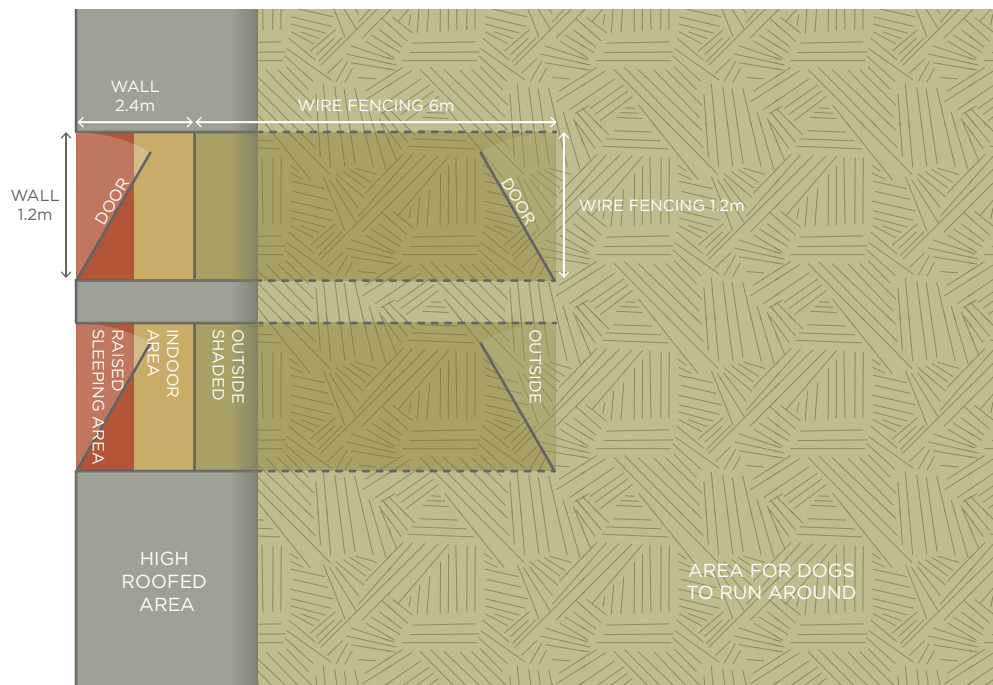 WALL
2.4m
WIRE FENCING 6m
WALL
1.2m
DOOR
DOOR
WIRE FENCING 1.2m
RAISED
SLEEPING AREA
INDOOR
AREA
OUTSIDE
SHADED
OUTSIDE
HIGH
ROOFED
AREA
AREA FOR DOGS
TO RUN AROUND